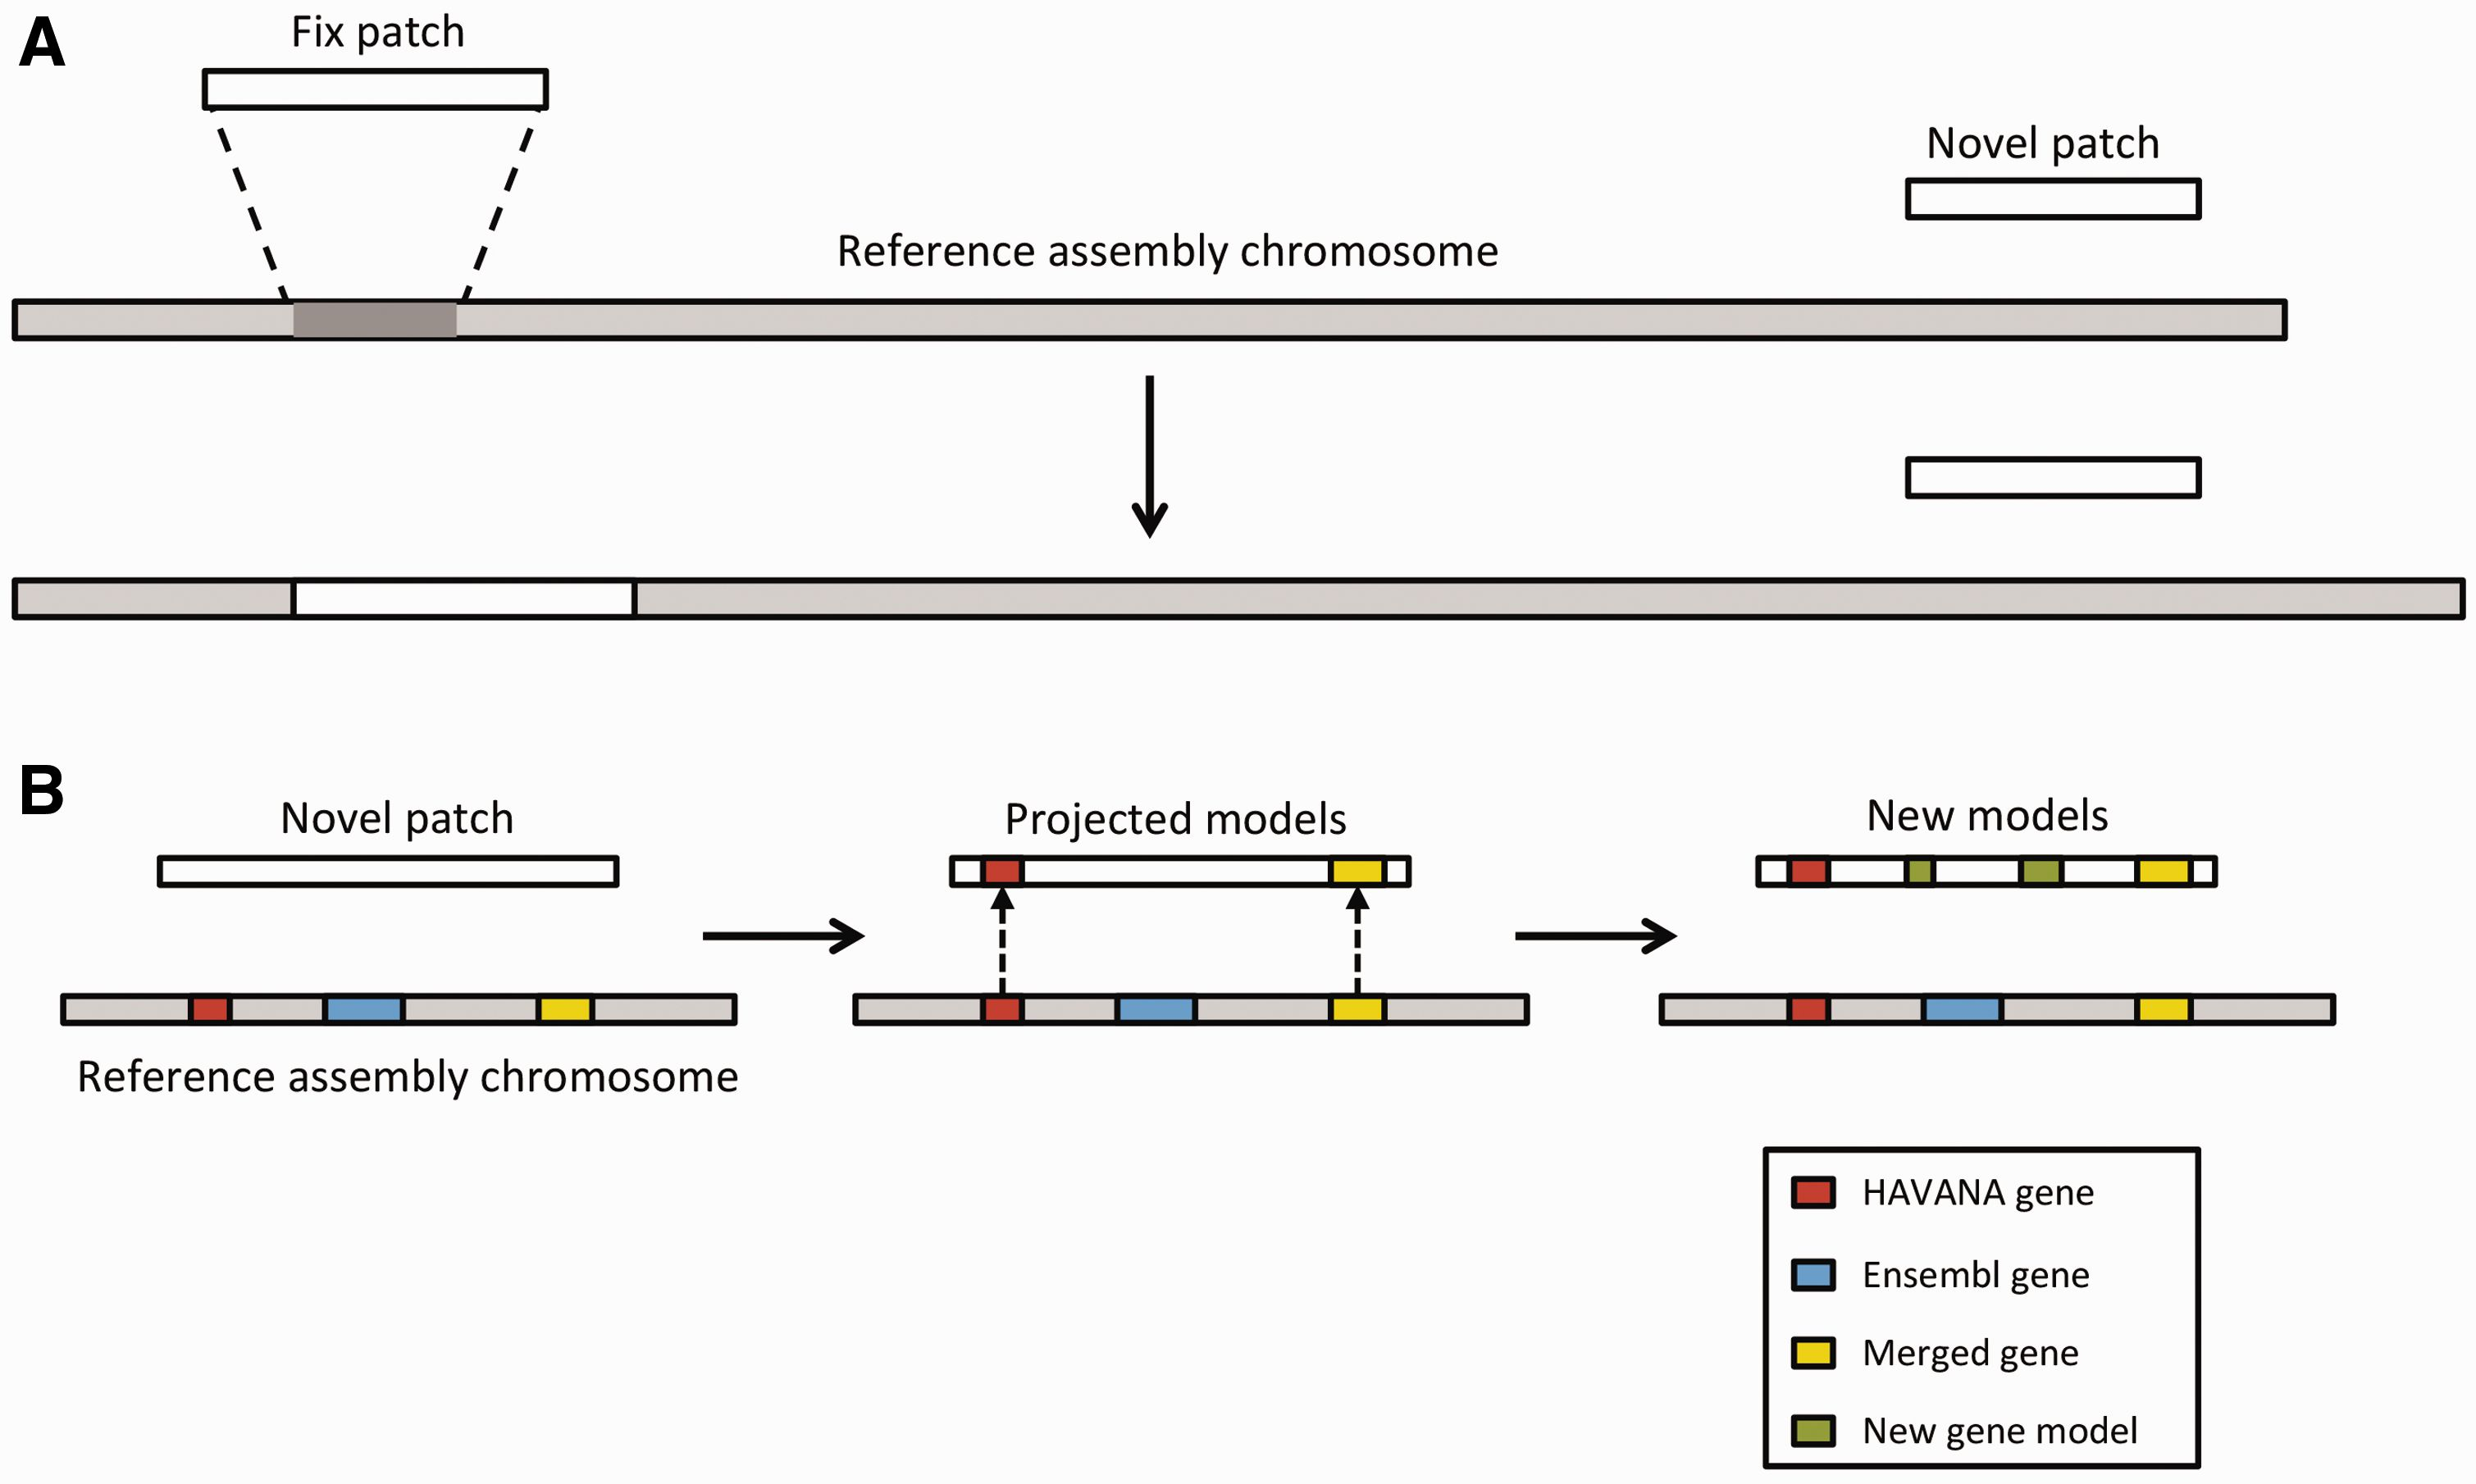 A
Fix patch
Novel patch
Reference assembly chromosome
B
Novel patch
Projected models
New models
Reference assembly chromosome
HAVANA gene
Ensembl gene
Merged gene
New gene model